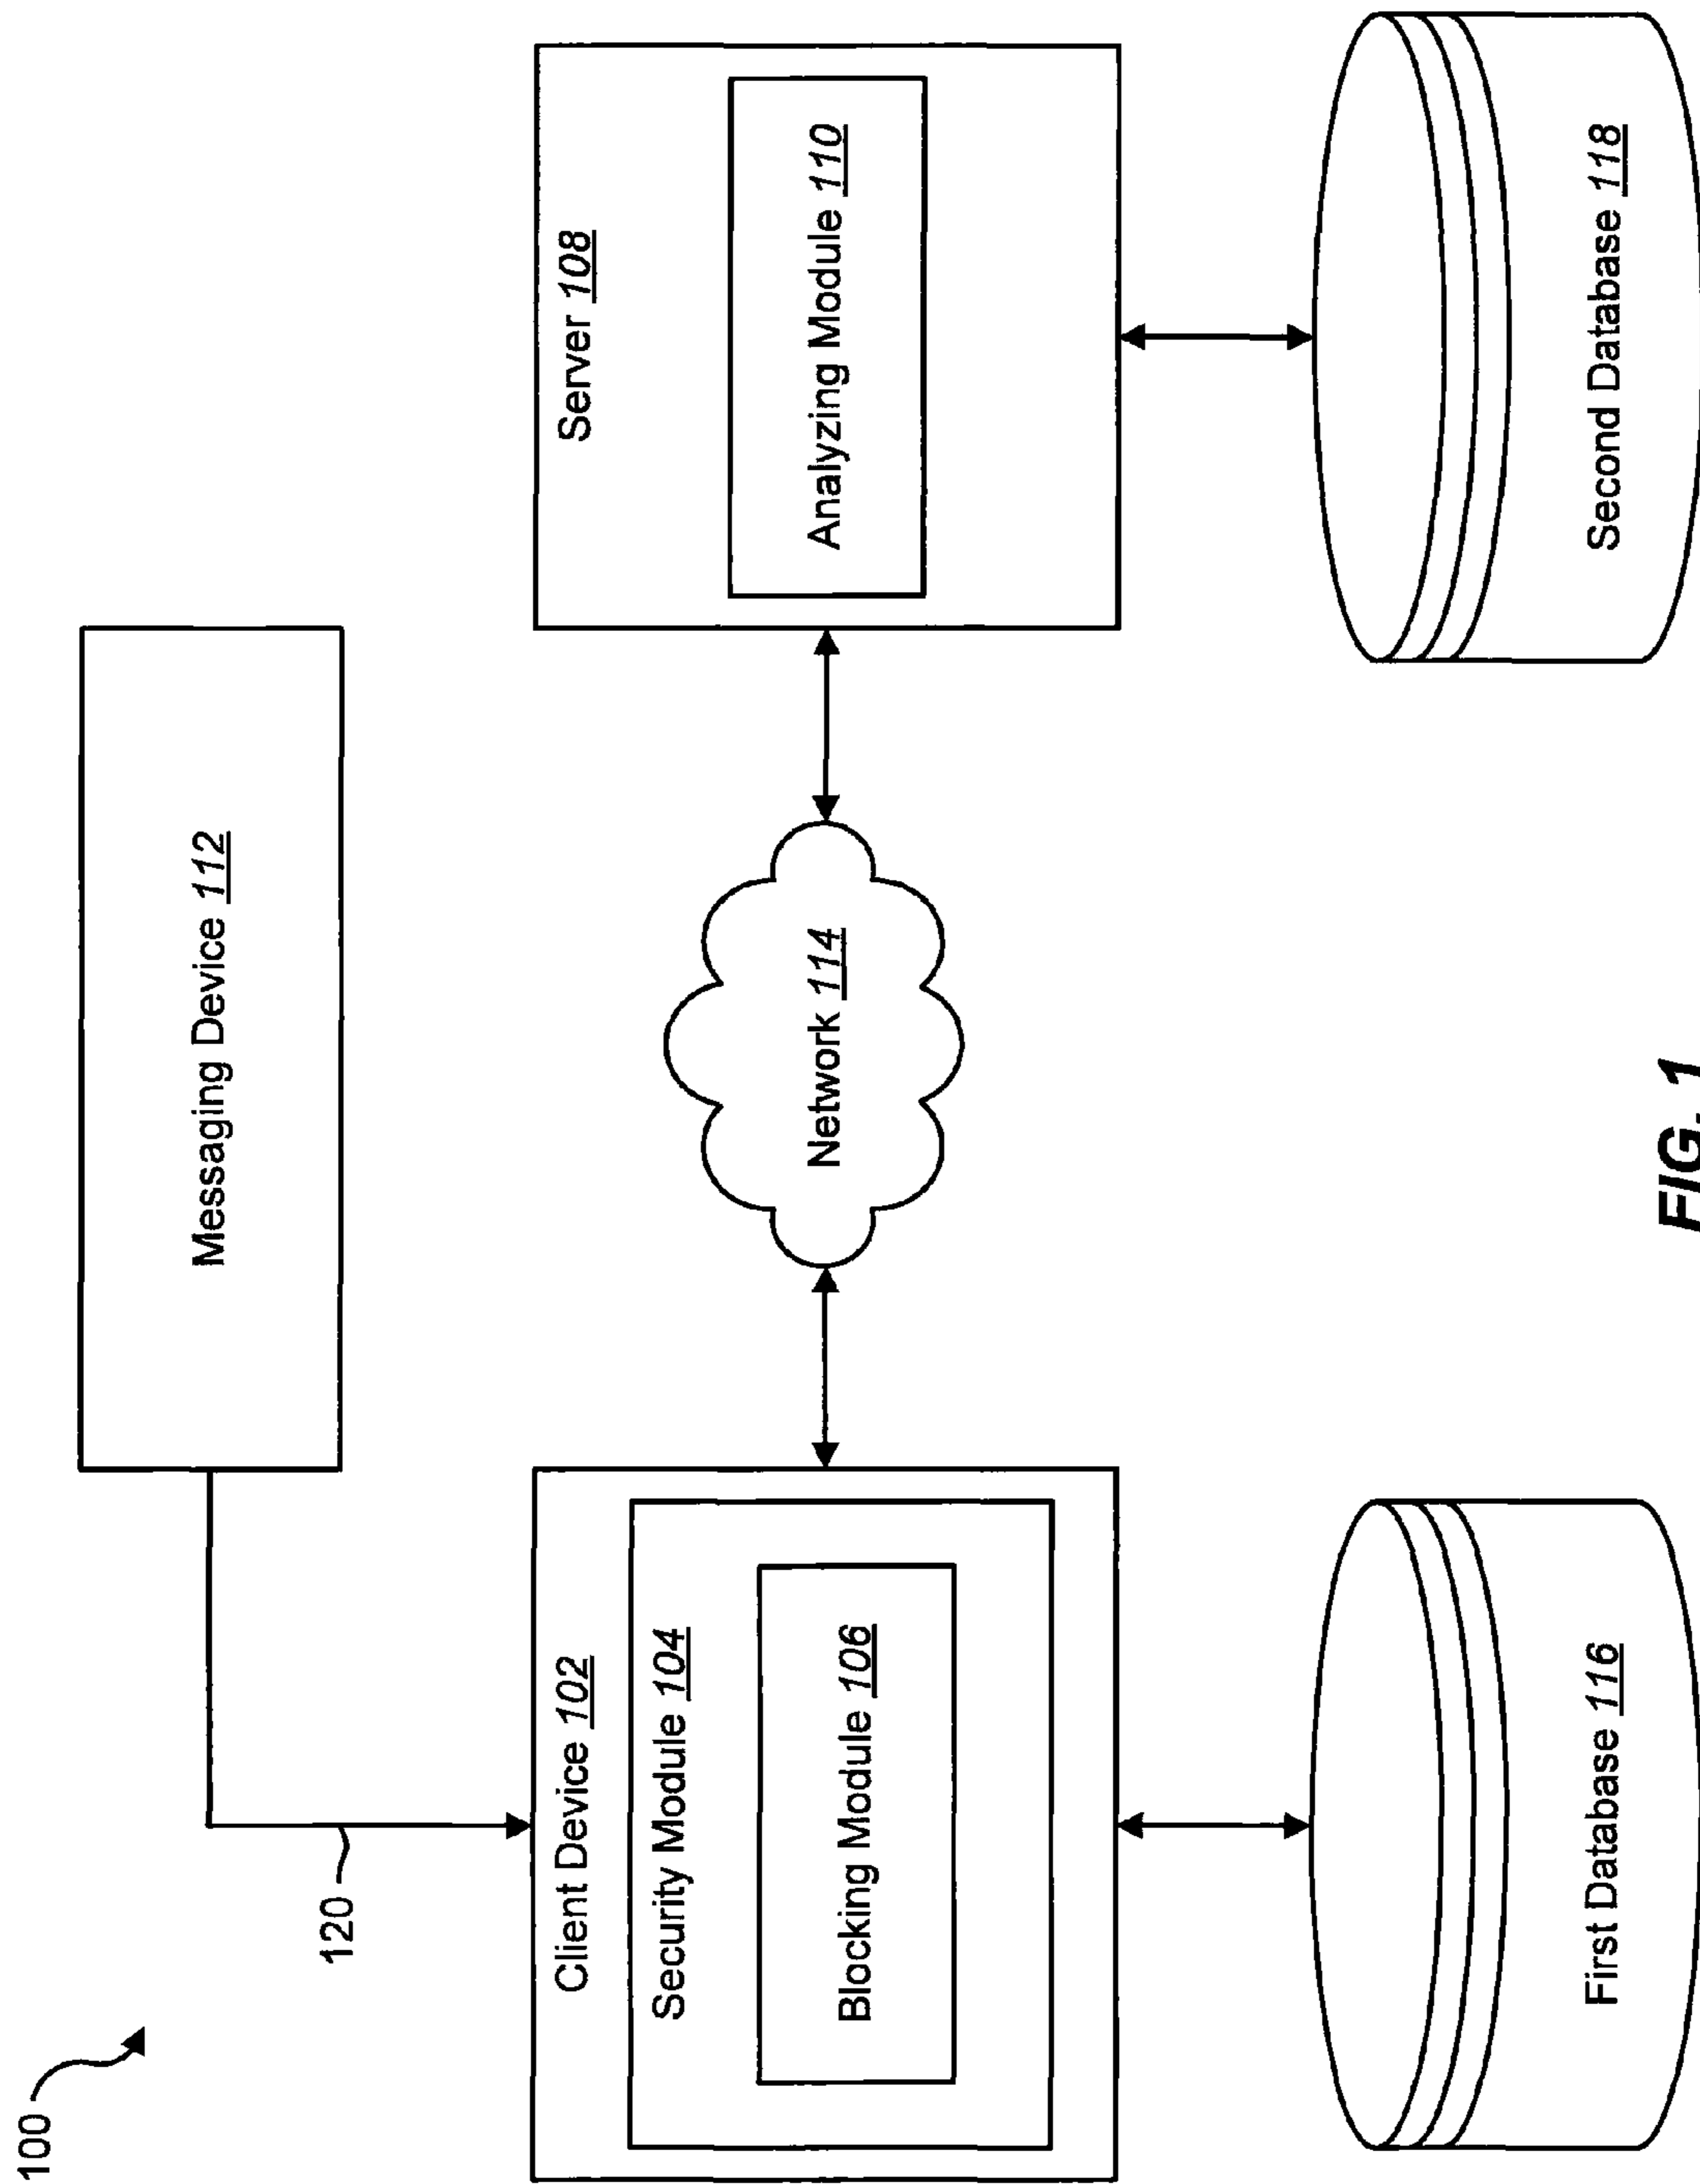 100
Messaging Device 112
120
Client Device 102
Security Module 104
Blocking Module 106
Network 114
Server 108
Analyzing Module 110
First Database 116
Second Database 118
FIG. 1